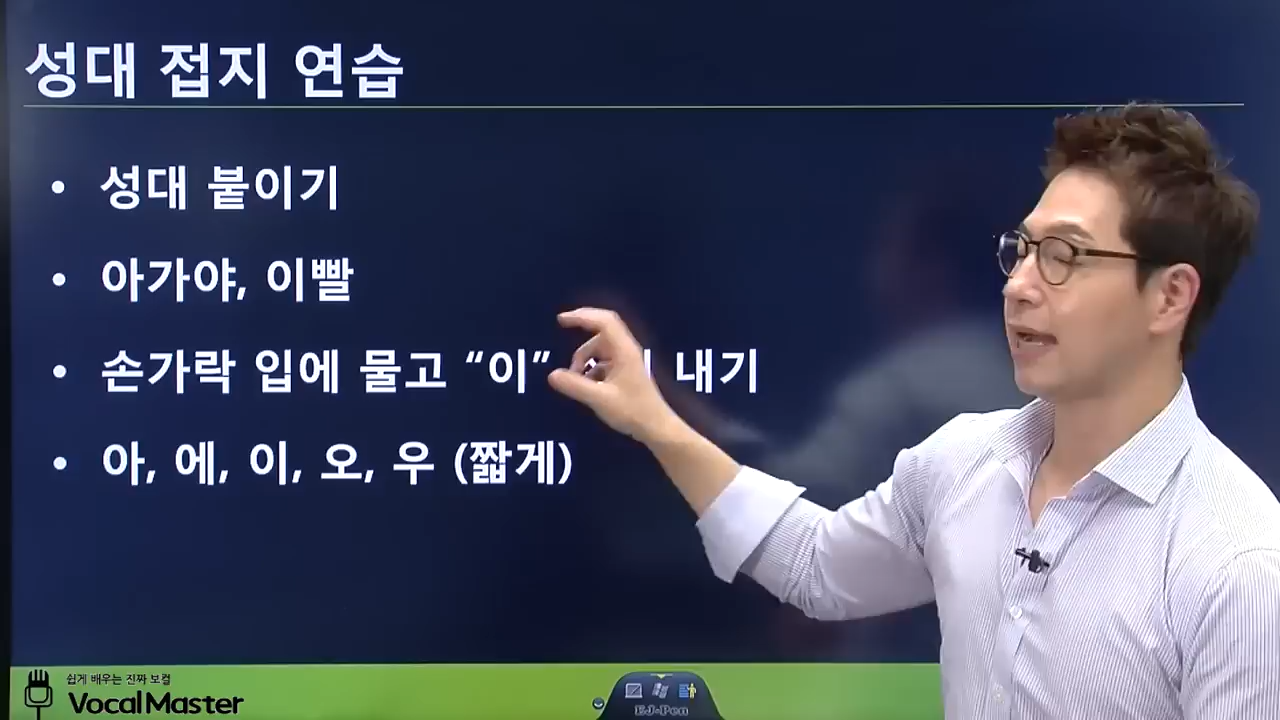 성대 접지 연습
• 성대 붙이기
• 아가야, 이빨
• 손가락 입에 물고 “이” 내기
• 아, 에, 이, 오, 우 (짧게)
쉽게 배우는 진짜 보컬
VocalMaster
EJ-Pen